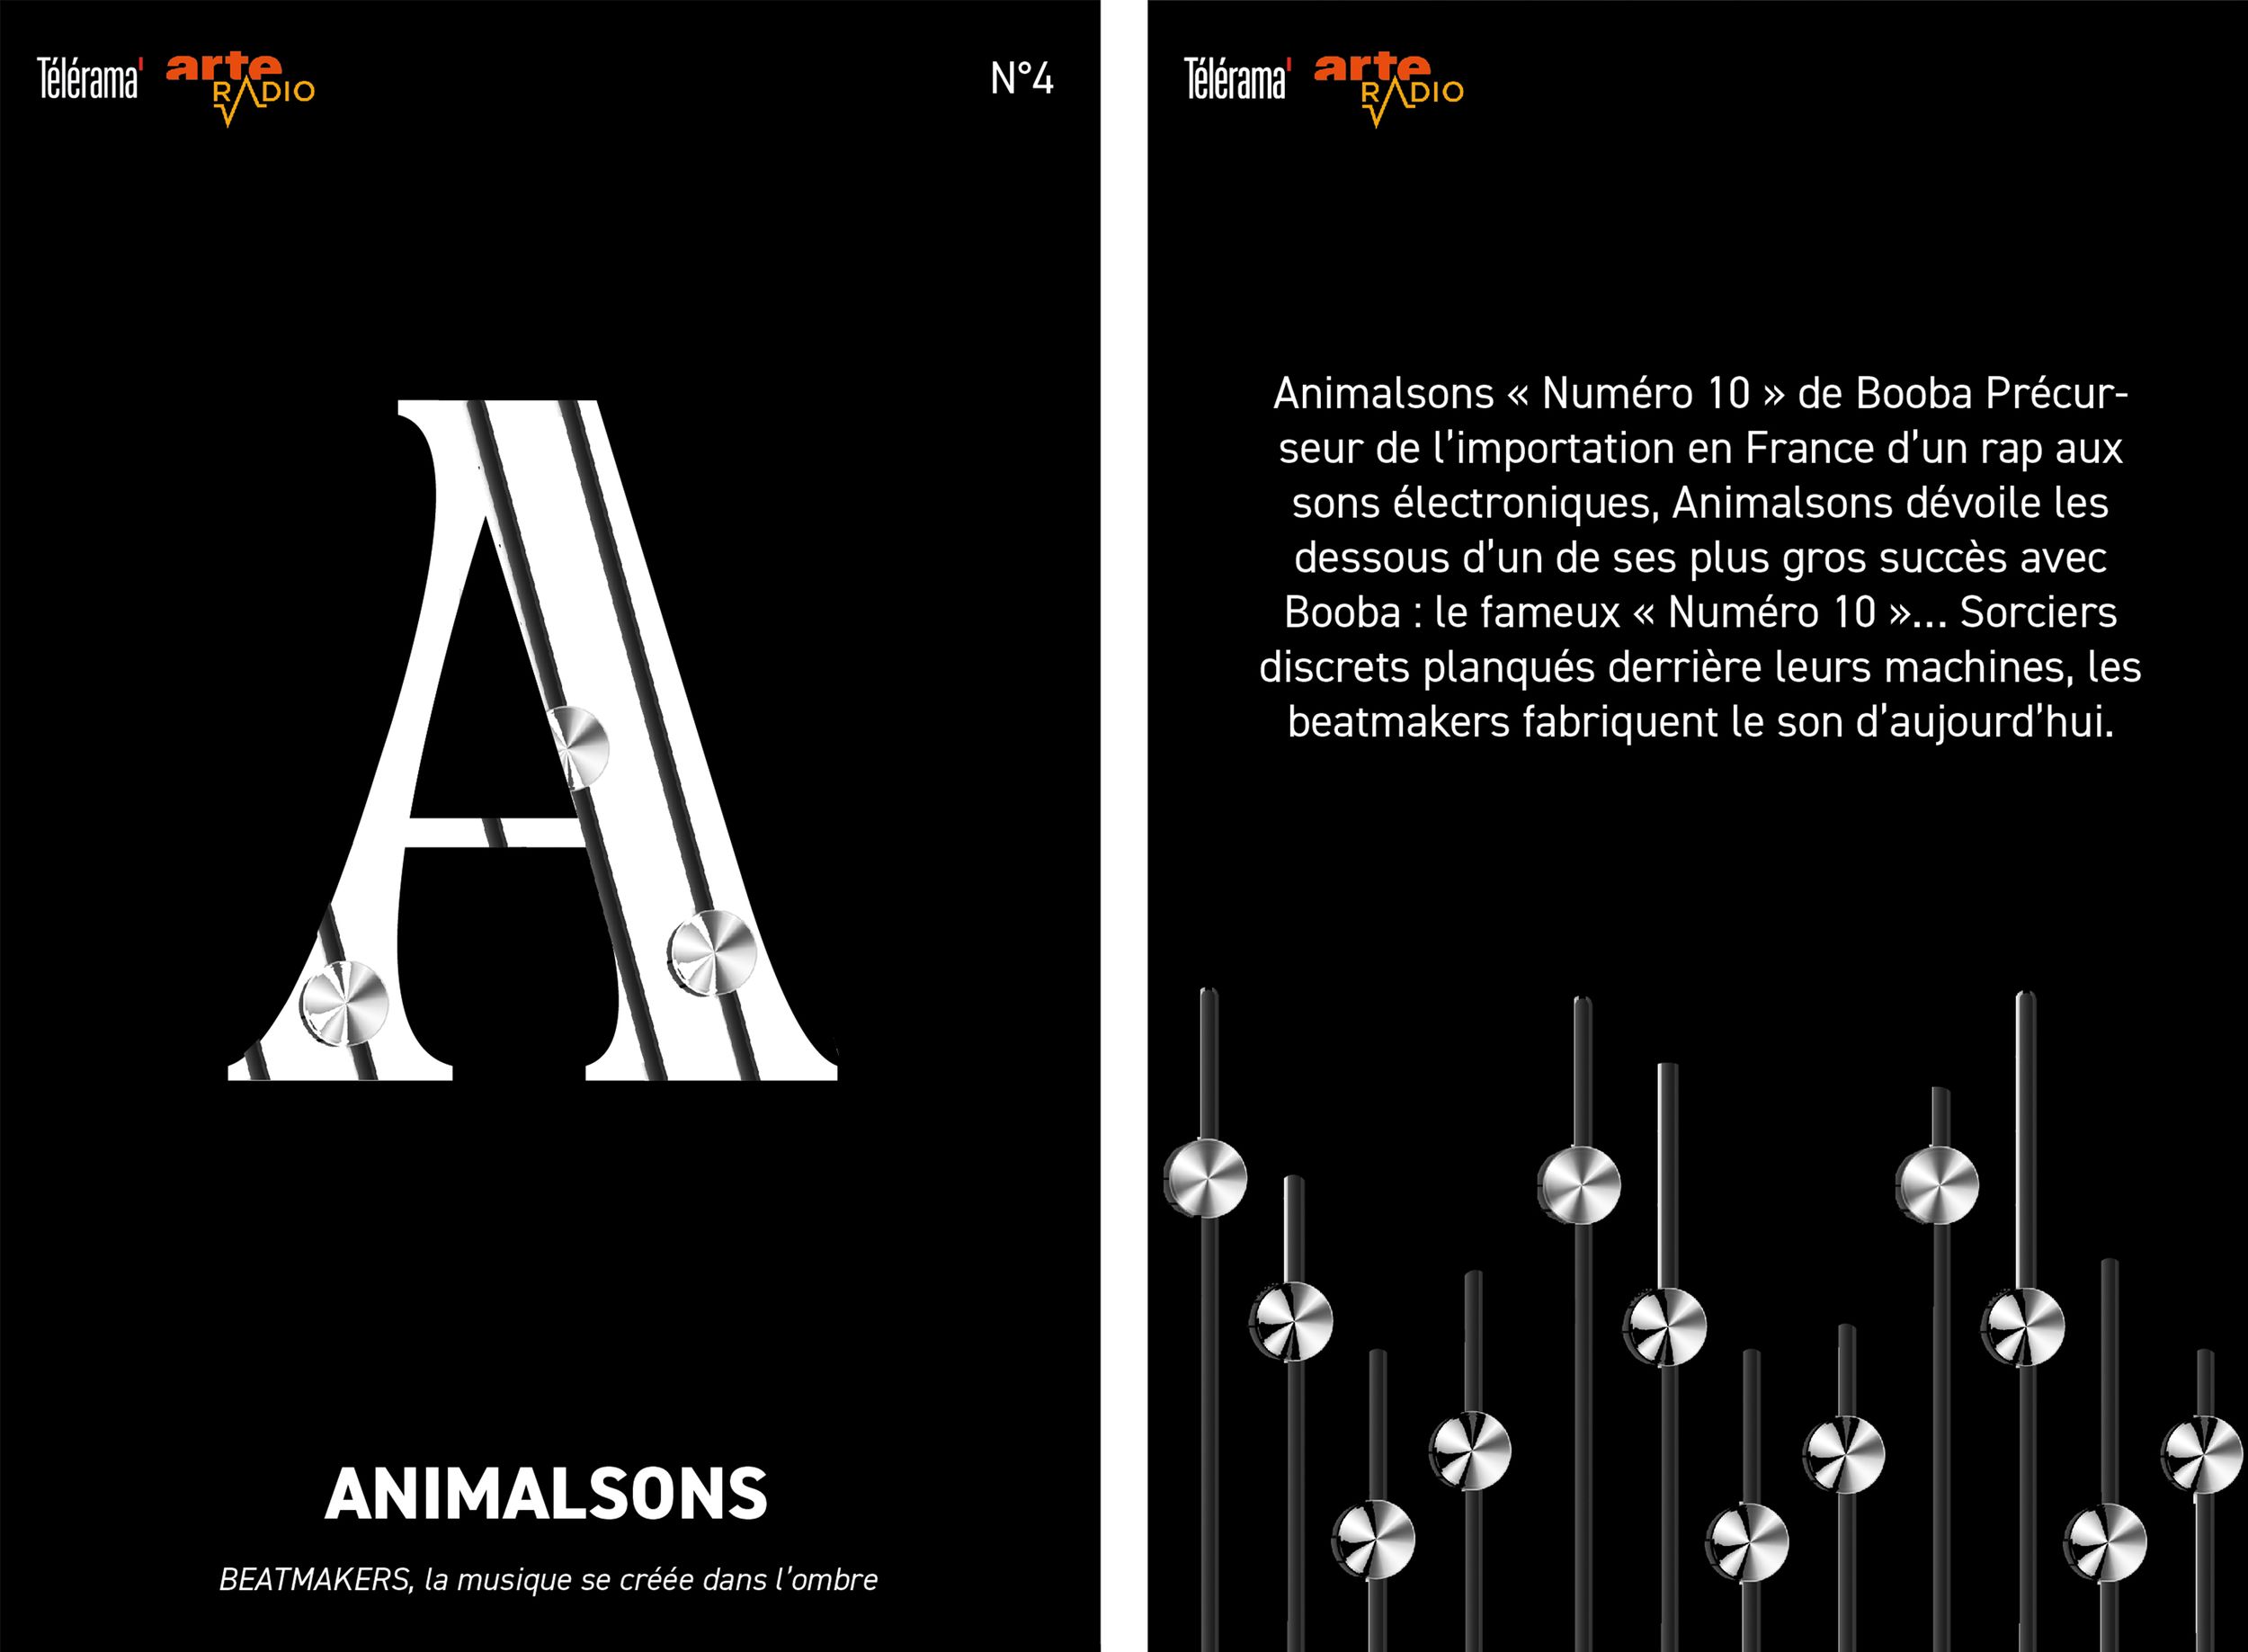 Télérama'
arte
RADIO
N°4
A
ANIMALSONS
BEATMAKERS, la musique se créée dans l'ombre
Télérama'
arte
RADIO
Animalsons « Numéro 10 » de Booba Précur-
seur de l'importation en France d'un rap aux
sons électroniques, Animalsons dévoile les
dessous d'un de ses plus gros succès avec
Booba : le fameux « Numéro 10 »... Sorciers
discrets planqués derrière leurs machines, les
beatmakers fabriquent le son d'aujourd'hui.